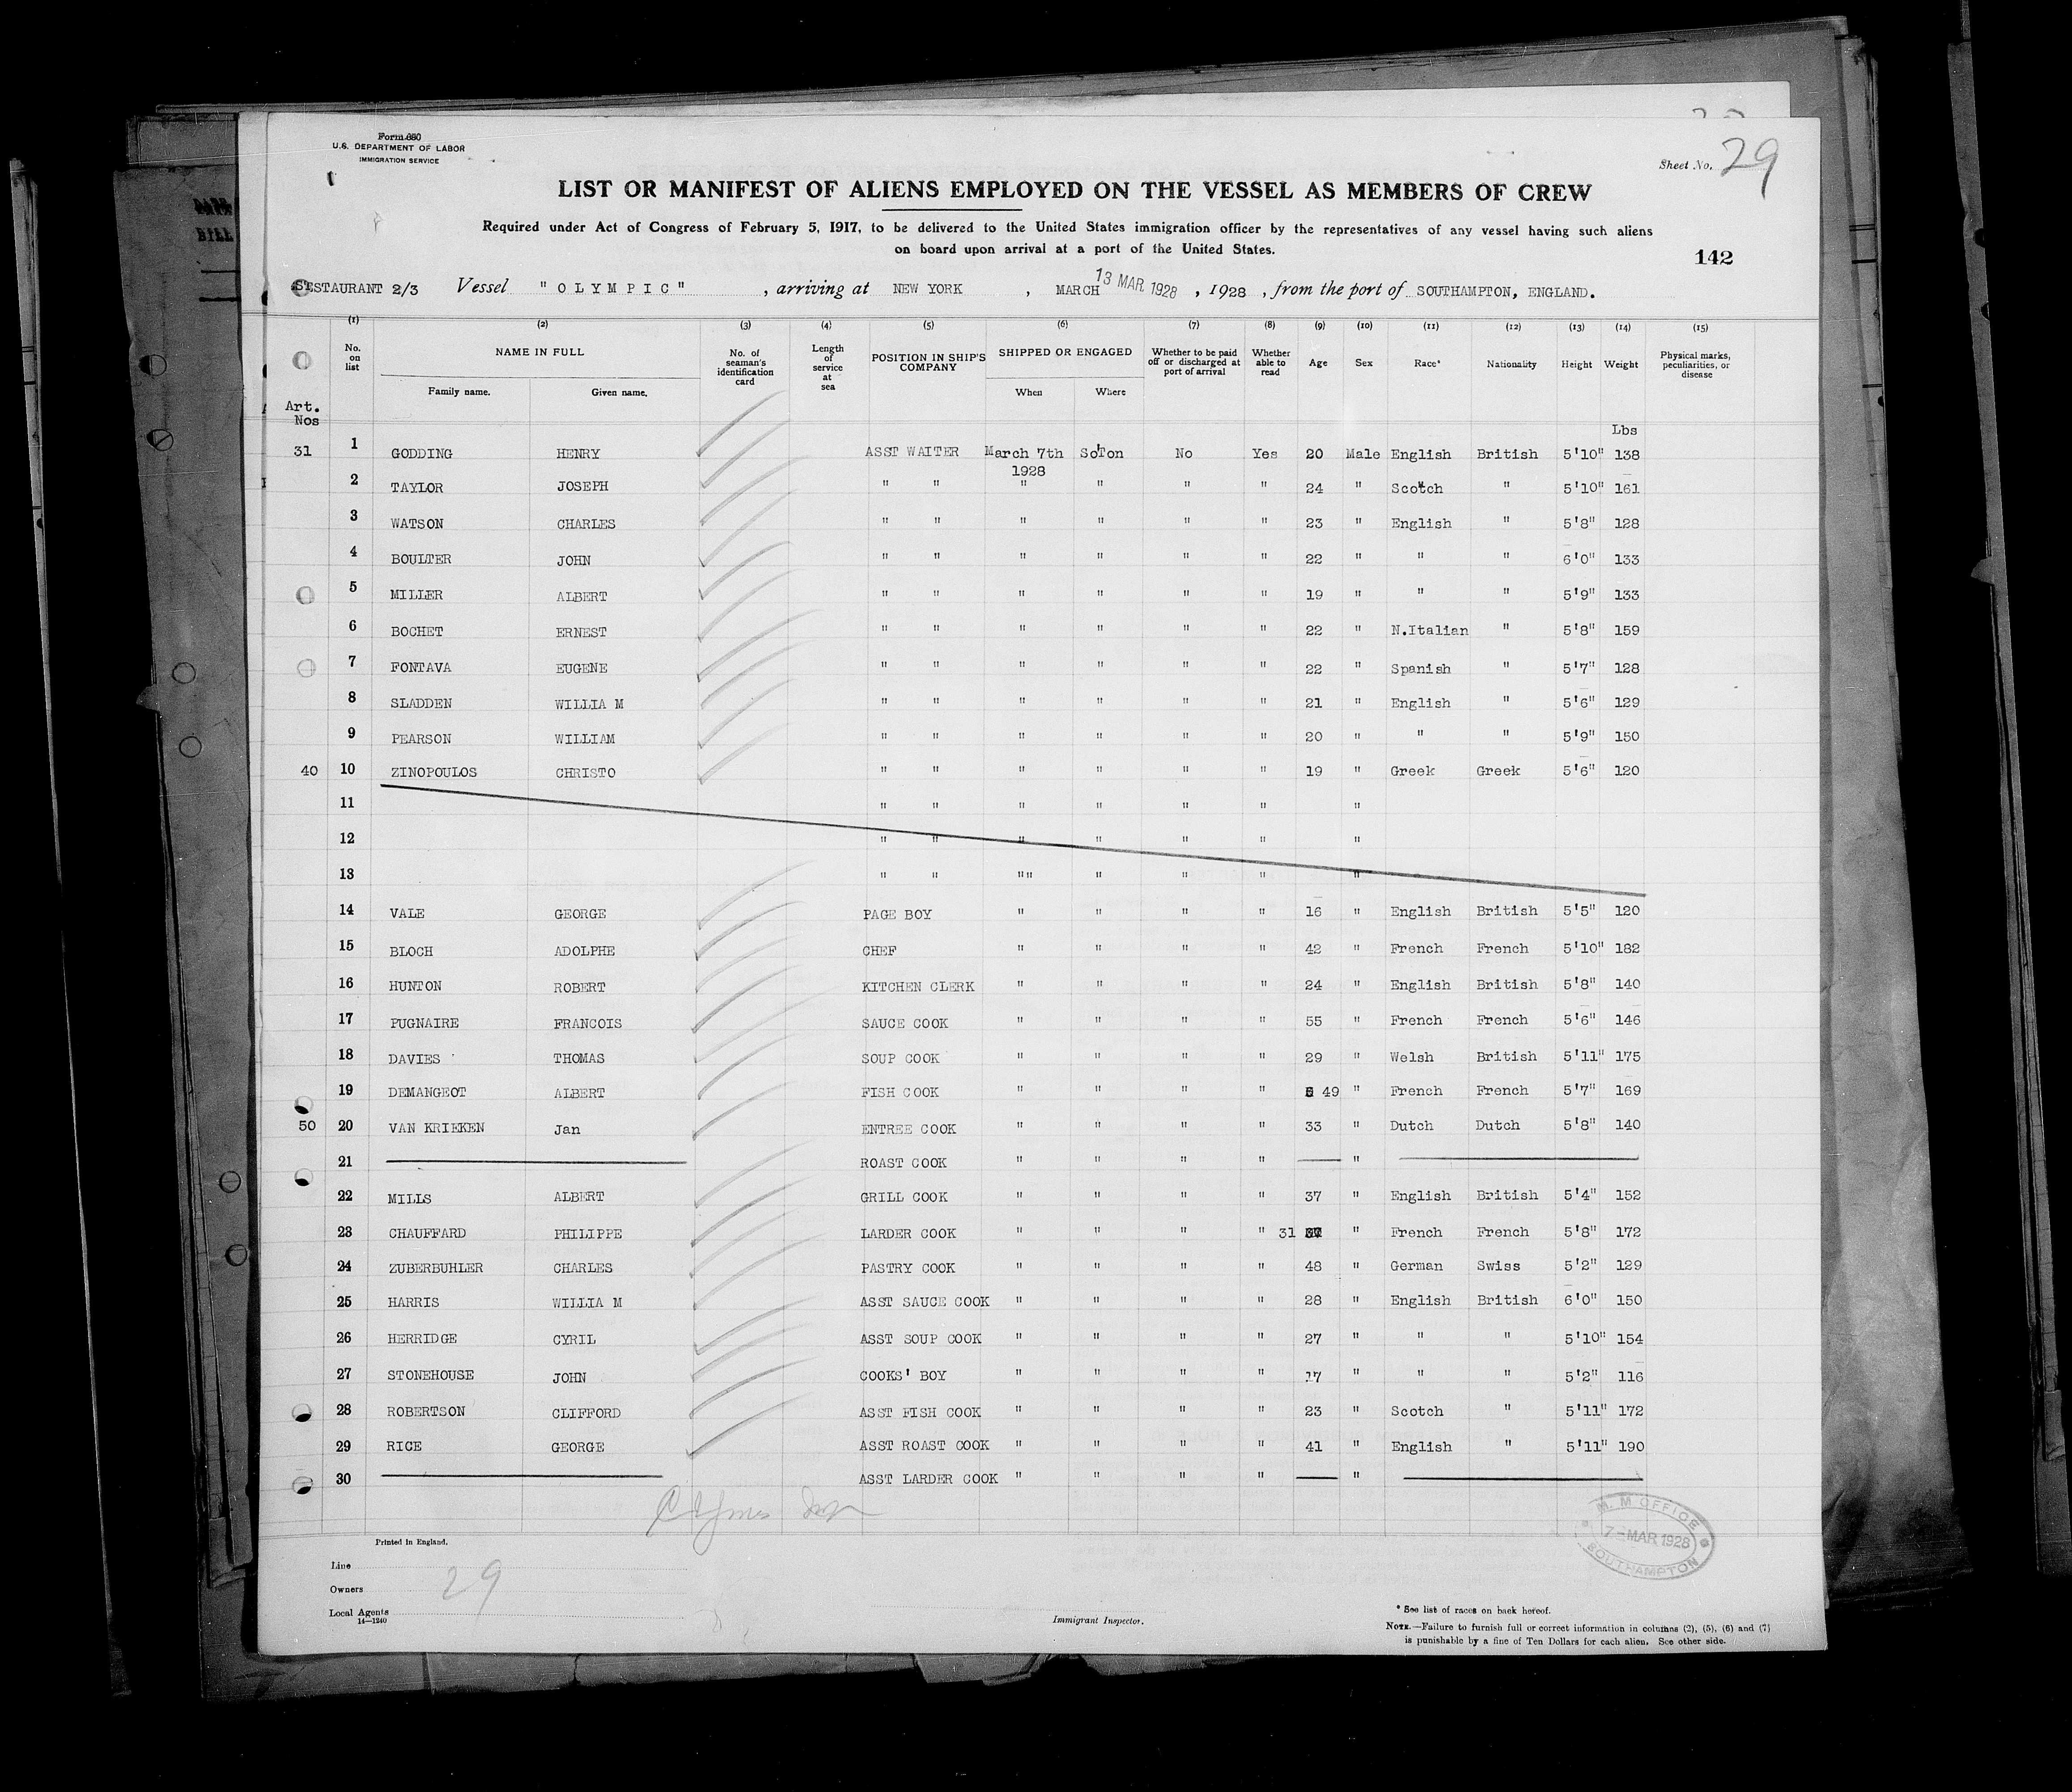 Form 680
U.S. DEPARTMENT OF LABOR
IMMIGRATION SERVICE
Sheet No. 29
LIST OR MANIFEST OF ALIENS EMPLOYED ON THE VESSEL AS MEMBERS OF CREW
Required under Act of Congress of February 5, 1917, to be delivered to the United States immigration officer by the representatives of any vessel having such aliens
on board upon arrival at a port of the United States.
142
2/3 Vessel "OLYMPIC" , arriving at NEW YORK , MARCH 13 MAR 1928 , 1928 , from the port of SOUTHAMPTON, ENGLAND.
(1) (2) (3) (4) (5) (6) (7) (8) (9) (10) (11) (12) (13) (14) (15)
No. on list NAME IN FULL Family name. Given name. No. of seaman's identification card Length of service at sea POSITION IN SHIP'S COMPANY SHIPPED OR ENGAGED When Where Whether to be paid off or discharged at port of arrival Whether able to read Age Sex Race* Nationality Height Weight Physical marks, peculiarities, or disease
Art. Nos
Lbs
31 1 GODDING HENRY ASST WAITER March 7th 1928 SoTon No Yes 20 Male English British 5'10" 138
2 TAYLOR JOSEPH " " " " " " 24 " Scotch " 5'10" 161
3 WATSON CHARLES " " " " " " 23 " English " 5'8" 128
4 BOULTER JOHN " " " " " " 22 " " " 6'0" 133
5 MILLER ALBERT " " " " " " 19 " " " 5'9" 133
6 BOCHET ERNEST " " " " " " 22 " N.Italian " 5'8" 159
7 FONTAVA EUGENE " " " " " " 22 " Spanish " 5'7" 128
8 SLADDEN WILLIA M " " " " " " 21 " English " 5'6" 129
9 PEARSON WILLIAM " " " " " " 20 " " " 5'9" 150
40 10 ZINOPOULOS CHRISTO " " " " " " 19 " Greek Greek 5'6" 120
11 " " " " " " "
12 " " " " " " "
13 " " "" " " " "
14 VALE GEORGE PAGE BOY " " " " 16 " English British 5'5" 120
15 BLOCH ADOLPHE CHEF " " " " 42 " French French 5'10" 182
16 HUNTON ROBERT KITCHEN CLERK " " " " 24 " English British 5'8" 140
17 PUGNAIRE FRANCOIS SAUCE COOK " " " " 55 " French French 5'6" 146
18 DAVIES THOMAS SOUP COOK " " " " 29 " Welsh British 5'11" 175
19 DEMANGEOT ALBERT FISH COOK " " " " 49 " French French 5'7" 169
50 20 VAN KRIEKEN Jan ENTREE COOK " " " " 33 " Dutch Dutch 5'8" 140
21 ROAST COOK " " " " "
22 MILLS ALBERT GRILL COOK " " " " 37 " English British 5'4" 152
23 CHAUFFARD PHILIPPE LARDER COOK " " " " 31 " French French 5'8" 172
24 ZUBERBUHLER CHARLES PASTRY COOK " " " " 48 " German Swiss 5'2" 129
25 HARRIS WILLIA M ASST SAUCE COOK " " " " 28 " English British 6'0" 150
26 HERRIDGE CYRIL ASST SOUP COOK " " " " 27 " " " 5'10" 154
27 STONEHOUSE JOHN COOKS' BOY " " " " 17 " " " 5'2" 116
28 ROBERTSON CLIFFORD ASST FISH COOK " " " " 23 " Scotch " 5'11" 172
29 RICE GEORGE ASST ROAST COOK " " " " 41 " English " 5'11" 190
30 ASST LARDER COOK " " " " "
M. M OFFICE
7-MAR 1928
SOUTHAMPTON
Printed in England.
Line
Owners
29
Local Agents
14—1240
Immigrant Inspector.
* See list of races on back hereof.
NOTE.—Failure to furnish full or correct information in columns (2), (5), (6) and (7)
is punishable by a fine of Ten Dollars for each alien. See other side.